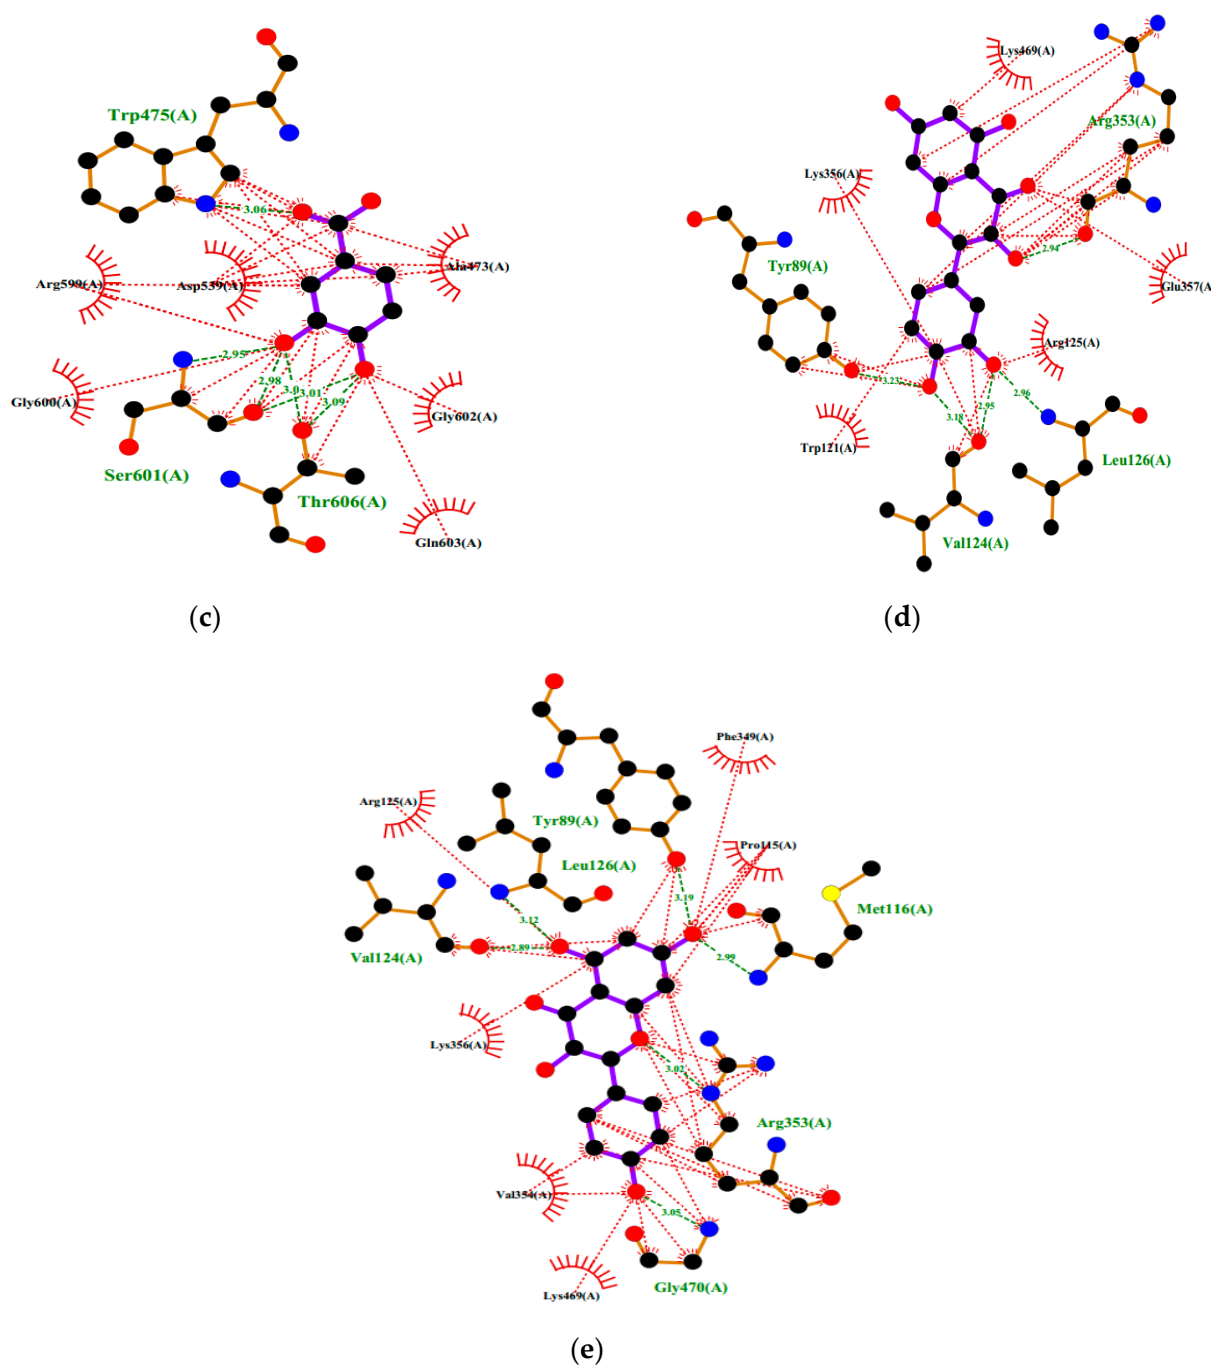 Trp475(A)
3.06
Arg599(A)
Asp539(A)
Ala473(A)
2.95
2.98
3.0
3.01
3.09
Gly600(A)
Gly602(A)
Ser601(A)
Thr606(A)
Gln603(A)
(c)
Lys469(A)
Arg353(A)
Lys356(A)
Tyr89(A)
2.94
Glu357(A
Arg125(A)
3.23
3.18
2.95
2.96
Trp121(A)
Leu126(A)
Val124(A)
(d)
Phe349(A)
Arg125(A)
Tyr89(A)
Pro115(A)
Leu126(A)
3.19
Met116(A)
3.12
2.89
Val124(A)
2.99
Lys356(A)
3.02
Arg353(A)
Val354(A)
3.05
Gly470(A)
Lys469(A)
(e)